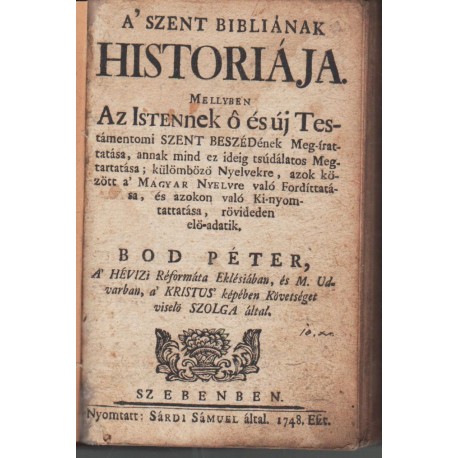 A' SZENT BIBLIÁNAK
HISTORIÁJA.
MELLYBEN
AZ ISTENnek ô és új Tes-
támentomi SZENT BESZÉDének Meg-írat-
tatása, annak mind ez ideig tsúdálatos Meg-
tartatása; külömbözö Nyelvekre, azok kö-
zött a' MAGYAR NYELVre való Fordíttatá-
sa, és azokon való Ki-nyom-
tattatása, rövideden
elö-adatik.
BOD PÉTER,
A' HÉVIZi Réformáta Eklésiában, és M. Ud-
varban, a' KRISTUS' képében Követséget
viselö SZOLGA által.
SZEBENBEN.
Nyomtatt: SÁRDI SÁMUEL által. 1748. Eszt.